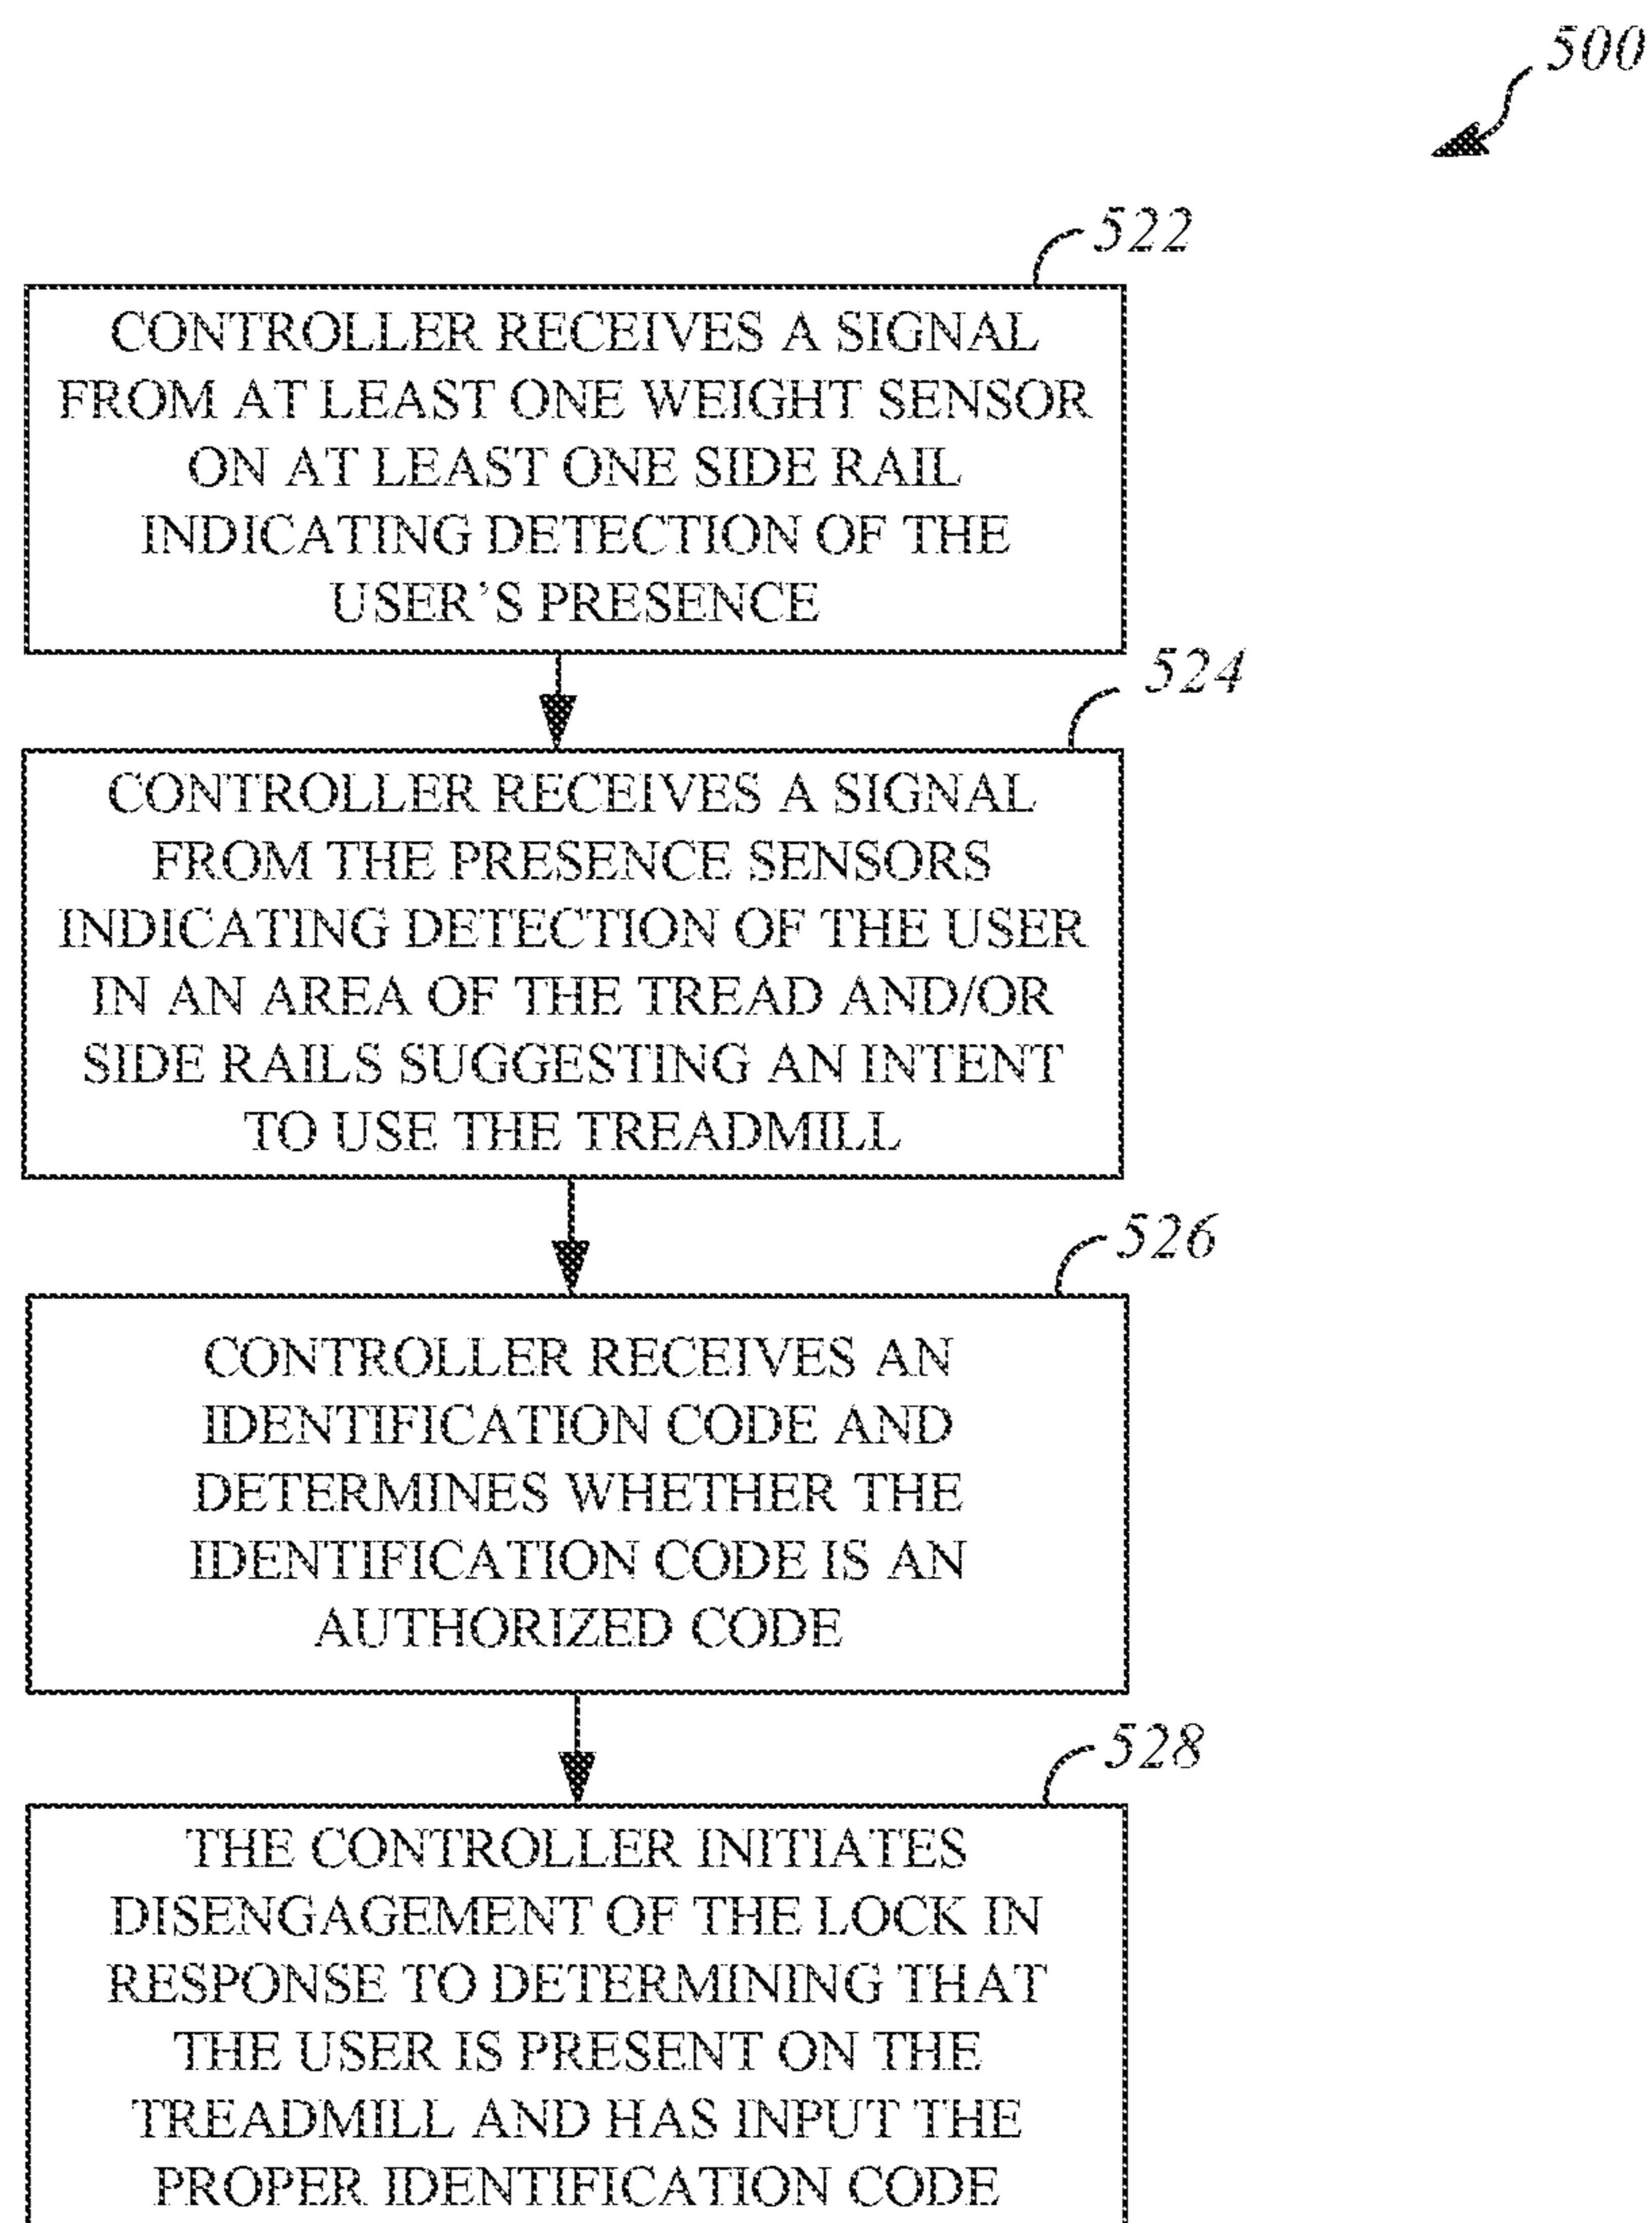 500
522
CONTROLLER RECEIVES A SIGNAL
FROM AT LEAST ONE WEIGHT SENSOR
ON AT LEAST ONE SIDE RAIL
INDICATING DETECTION OF THE
USER'S PRESENCE
524
CONTROLLER RECEIVES A SIGNAL
FROM THE PRESENCE SENSORS
INDICATING DETECTION OF THE USER
IN AN AREA OF THE TREAD AND/OR
SIDE RAILS SUGGESTING AN INTENT
TO USE THE TREADMILL
526
CONTROLLER RECEIVES AN
IDENTIFICATION CODE AND
DETERMINES WHETHER THE
IDENTIFICATION CODE IS AN
AUTHORIZED CODE
528
THE CONTROLLER INITIATES
DISENGAGEMENT OF THE LOCK IN
RESPONSE TO DETERMINING THAT
THE USER IS PRESENT ON THE
TREADMILL AND HAS INPUT THE
PROPER IDENTIFICATION CODE